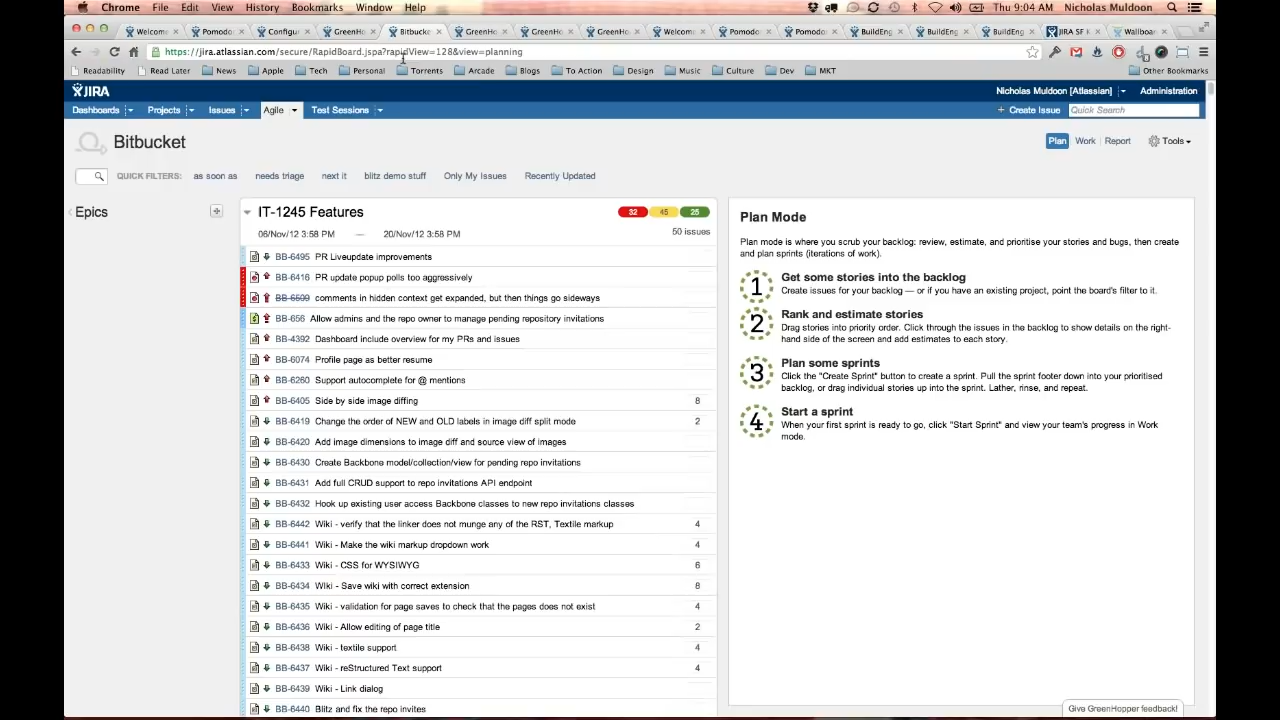 Chrome File Edit View History Bookmarks Window Help Thu 9:04 AM Nicholas Muldoon
Welcome Pomodo Configu GreenHo Bitbucke GreenHo GreenHo GreenHo Welcome Pomodo Pomodo BuildEng BuildEng BuildEng JIRA SF Wallboar
https://jira.atlassian.com/secure/RapidBoard.jspa?rapidView=128&view=planning
Readability Read Later News Apple Tech Personal Torrents Arcade Blogs To Action Design Music Culture Dev MKT Other Bookmarks
JIRA Nicholas Muldoon [Atlassian] Administration
Dashboards Projects Issues Agile Test Sessions + Create Issue Quick Search
Bitbucket Plan Work Report Tools
QUICK FILTERS: as soon as needs triage next it blitz demo stuff Only My Issues Recently Updated
Epics
IT-1245 Features 32 45 25
06/Nov/12 3:58 PM — 20/Nov/12 3:58 PM 50 issues
BB-6495 PR Liveupdate improvements
BB-6416 PR update popup polls too aggressively
BB-6509 comments in hidden context get expanded, but then things go sideways
BB-656 Allow admins and the repo owner to manage pending repository invitations
BB-4392 Dashboard include overview for my PRs and issues
BB-6074 Profile page as better resume
BB-6260 Support autocomplete for @ mentions
BB-6405 Side by side image diffing 8
BB-6419 Change the order of NEW and OLD labels in image diff split mode 2
BB-6420 Add image dimensions to image diff and source view of images
BB-6430 Create Backbone model/collection/view for pending repo invitations
BB-6431 Add full CRUD support to repo invitations API endpoint
BB-6432 Hook up existing user access Backbone classes to new repo invitations classes
BB-6442 Wiki - verify that the linker does not munge any of the RST, Textile markup 4
BB-6441 Wiki - Make the wiki markup dropdown work 4
BB-6433 Wiki - CSS for WYSIWYG 6
BB-6434 Wiki - Save wiki with correct extension 8
BB-6435 Wiki - validation for page saves to check that the pages does not exist 4
BB-6436 Wiki - Allow editing of page title 2
BB-6438 Wiki - textile support 4
BB-6437 Wiki - reStructured Text support 4
BB-6439 Wiki - Link dialog
BB-6440 Blitz and fix the repo invites
Plan Mode
Plan mode is where you scrub your backlog: review, estimate, and prioritise your stories and bugs, then create
and plan sprints (iterations of work).
1 Get some stories into the backlog
Create issues for your backlog — or if you have an existing project, point the board's filter to it.
2 Rank and estimate stories
Drag stories into priority order. Click through the issues in the backlog to show details on the right-
hand side of the screen and add estimates to each story.
3 Plan some sprints
Click the "Create Sprint" button to create a sprint. Pull the sprint footer down into your prioritised
backlog, or drag individual stories up into the sprint. Lather, rinse, and repeat.
4 Start a sprint
When your first sprint is ready to go, click "Start Sprint" and view your team's progress in Work
mode.
Give GreenHopper feedback!